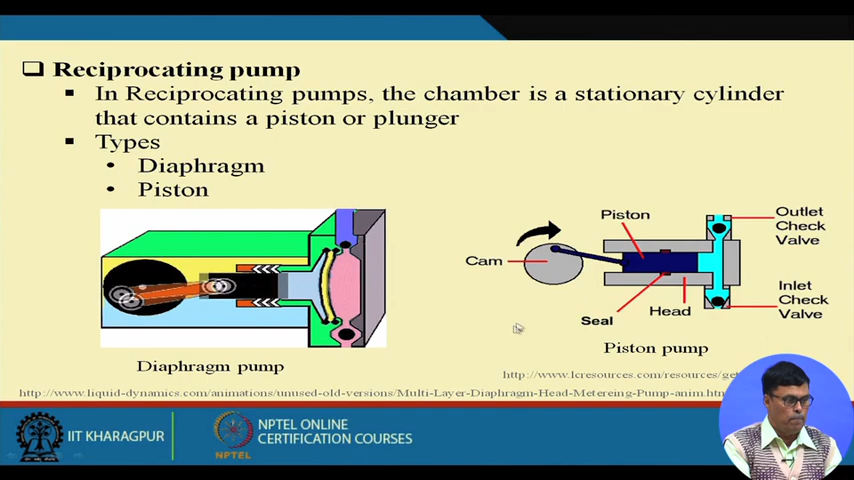 Reciprocating pump
In Reciprocating pumps, the chamber is a stationary cylinder
that contains a piston or plunger
Types
Diaphragm
Piston
Piston
Outlet
Check
Valve
Cam
Inlet
Check
Valve
Head
Seal
Piston pump
Diaphragm pump
http://www.lcresources.com/resources/get
http://www.liquid-dynamics.com/animations/unused-old-versions/Multi-Layer-Diaphragm-Head-Metereing-Pump-anim.htm
IIT KHARAGPUR
NPTEL
NPTEL ONLINE
CERTIFICATION COURSES